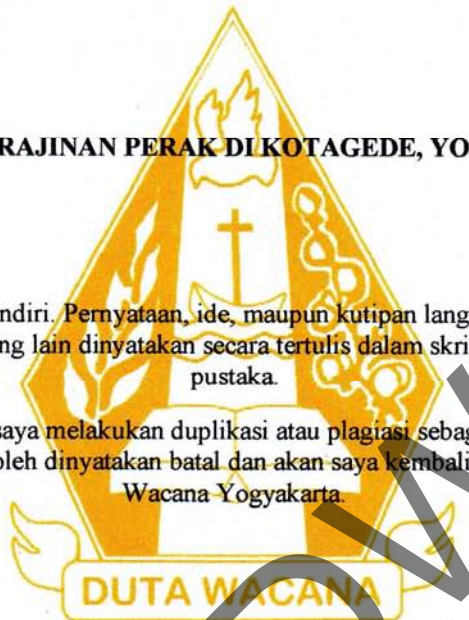 RAJINAN PERAK DI KOTAGEDE, YO
ndiri. Pernyataan, ide, maupun kutipan lang
ng lain dinyatakan secara tertulis dalam skri
pustaka.
saya melakukan duplikasi atau plagiasi sebag
oleh dinyatakan batal dan akan saya kembali
Wacana Yogyakarta.
DUTA WACANA